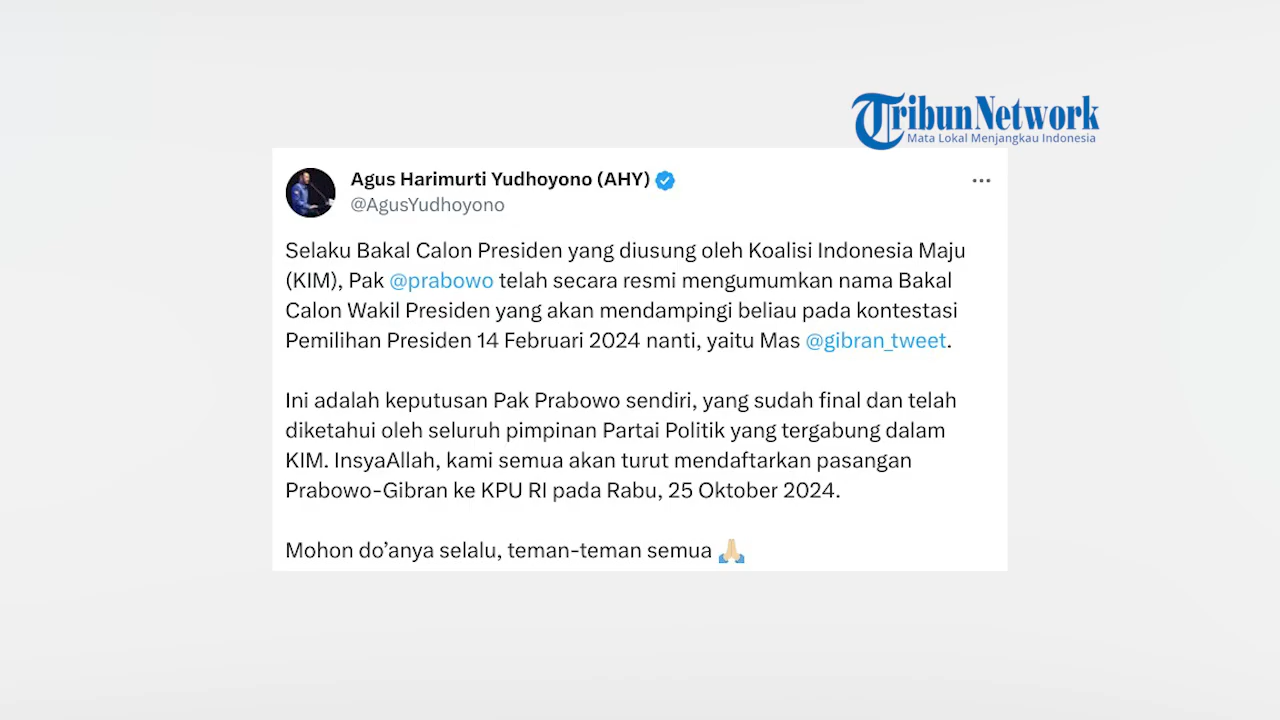 Tribun Network
Mata Lokal Menjangkau Indonesia
Agus Harimurti Yudhoyono (AHY)
@AgusYudhoyono
Selaku Bakal Calon Presiden yang diusung oleh Koalisi Indonesia Maju
(KIM), Pak @prabowo telah secara resmi mengumumkan nama Bakal
Calon Wakil Presiden yang akan mendampingi beliau pada kontestasi
Pemilihan Presiden 14 Februari 2024 nanti, yaitu Mas @gibran_tweet.
Ini adalah keputusan Pak Prabowo sendiri, yang sudah final dan telah
diketahui oleh seluruh pimpinan Partai Politik yang tergabung dalam
KIM. InsyaAllah, kami semua akan turut mendaftarkan pasangan
Prabowo-Gibran ke KPU RI pada Rabu, 25 Oktober 2024.
Mohon do’anya selalu, teman-teman semua 🙏🏼